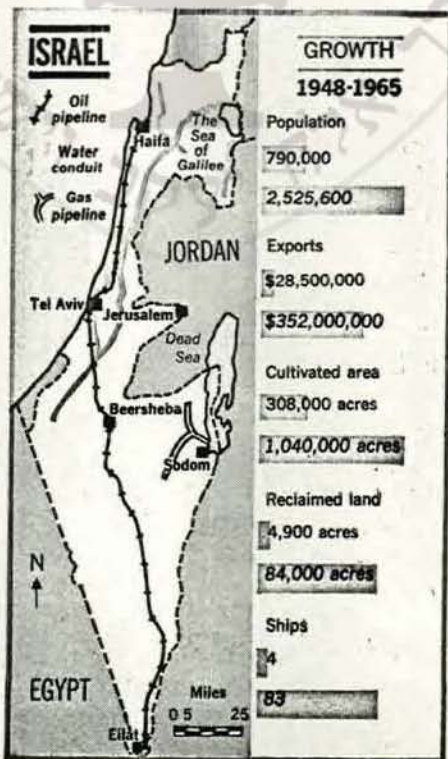 ISRAEL
Oil
pipeline
Water
conduit
Gas
pipeline
Haifa
The
Sea
of
Galilee
JORDAN
Tel Aviv
Jerusalem
Dead
Sea
Beersheba
Sodom
N
EGYPT
Miles
0 5 25
Eilat
GROWTH
1948-1965
Population
790,000
2,525,600
Exports
$28,500,000
$352,000,000
Cultivated area
308,000 acres
1,040,000 acres
Reclaimed land
4,900 acres
84,000 acres
Ships
4
83